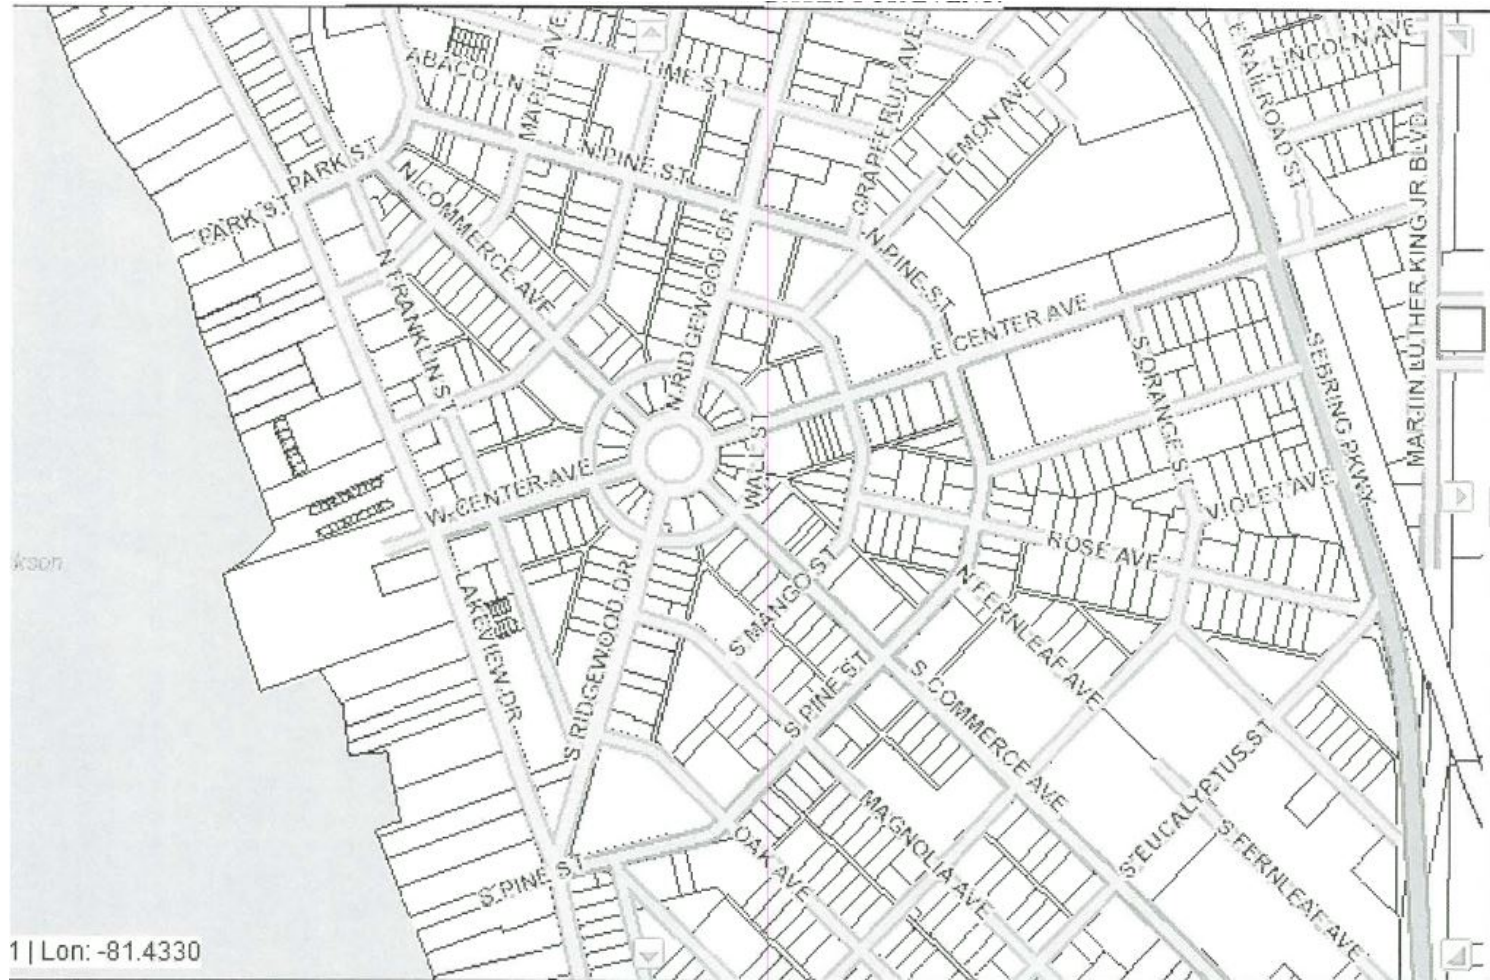 ABACO LN
MAPLE AVE
LIME ST
GRAPEFRUIT AVE
LEMON AVE
E RAILROAD ST
LINCOLN AVE
MARTIN LUTHER KING JR BLVD
PARK ST
PARK ST
N PINE ST
N COMMERCE AVE
N FRANKLIN ST
N RIDGEWOOD DR
N PINE ST
E CENTER AVE
S ORANGE ST
SEBRING PKWY
WALL ST
W CENTER AVE
VIOLET AVE
ROSE AVE
kson
LAKEVIEW DR
S RIDGEWOOD DR
S MANGO ST
N FERNLEAF AVE
S PINE ST
S COMMERCE AVE
S EUCALYPTUS ST
S FERNLEAF AVE
MAGNOLIA AVE
OAK AVE
S PINE ST
1 | Lon: -81.4330